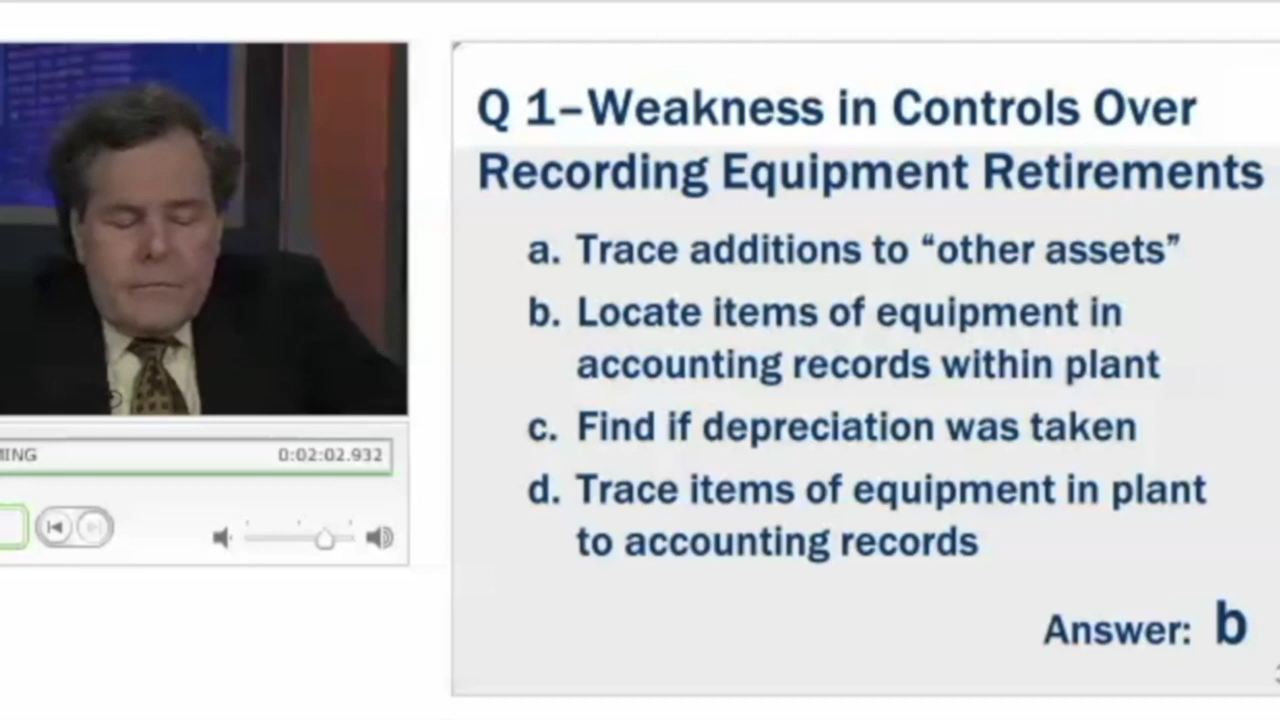 Q 1–Weakness in Controls Over
Recording Equipment Retirements
a. Trace additions to “other assets”
b. Locate items of equipment in
accounting records within plant
c. Find if depreciation was taken
d. Trace items of equipment in plant
to accounting records
Answer: b
MING 0:02:02.932